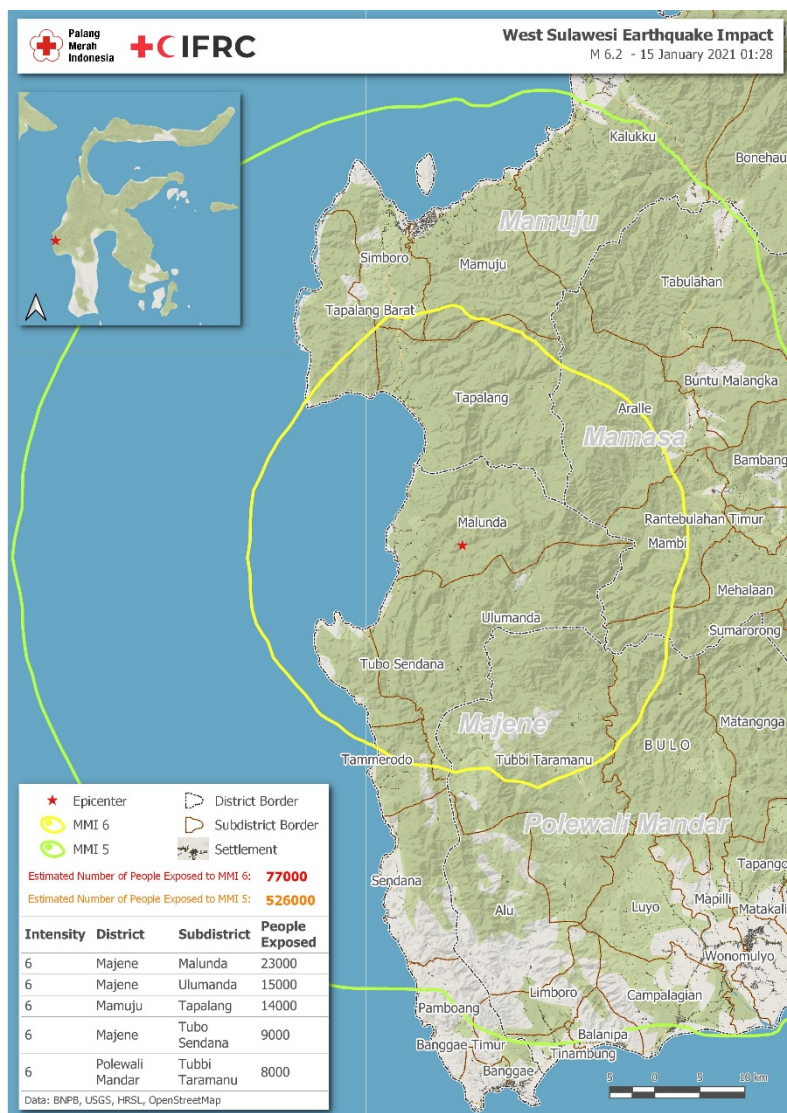 Palang
Merah
Indonesia
IFRC
West Sulawesi Earthquake Impact
M 6.2 - 15 January 2021 01:28
Kalukku
Bonehau
Mamuju
Simboro
Mamuju
Tabulahan
Tapalang Barat
Buntu Malangka
Tapalang
Aralle
Mamasa
Bambang
Malunda
Rantebulahan Timur
Mambi
Mehalaan
Ulumanda
Sumarorong
Tubo Sendana
Matangnga
Majene
BULO
Tammerodo
Tubbi Taramanu
Polewali Mandar
Tapango
Sendana
Mapilli
Alu
Luyo
Matakali
Wonomulyo
Limboro
Campalagian
Pamboang
Balanipa
Banggae Timur
Tinambung
Banggae
5 0 5 10 km
Epicenter
District Border
MMI 6
Subdistrict Border
MMI 5
Settlement
Estimated Number of People Exposed to MMI 6: 77000
Estimated Number of People Exposed to MMI 5: 526000
Intensity District Subdistrict People Exposed
6 Majene Malunda 23000
6 Majene Ulumanda 15000
6 Mamuju Tapalang 14000
6 Majene Tubo Sendana 9000
6 Polewali Mandar Tubbi Taramanu 8000
Data: BNPB, USGS, HRSL, OpenStreetMap